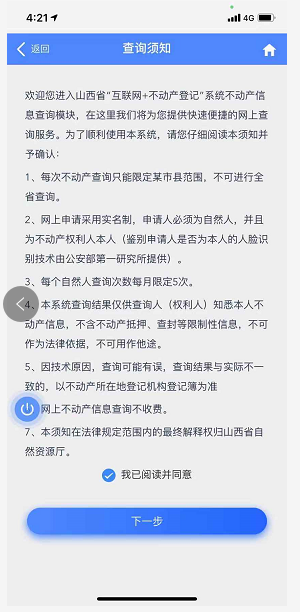 4:21
4G
返回
查询须知
欢迎您进入山西省“互联网+不动产登记”系统不动产信
息查询模块，在这里我们将为您提供快速便捷的网上查
询服务。为了顺利使用本系统，请您仔细阅读本须知并
予确认：
1、每次不动产查询只能限定某市县范围，不可进行全
省查询。
2、网上申请采用实名制，申请人必须为自然人，并且
为不动产权利人本人（鉴别申请人是否为本人的人脸识
别技术由公安部第一研究所提供）。
3、每个自然人查询次数每月限定5次。
4、本系统查询结果仅供查询人（权利人）知悉本人不
动产信息，不含不动产抵押、查封等限制性信息，不可
作为法律依据，不可用作他途。
5、因技术原因，查询可能有误，查询结果与实际不一
致的，以不动产所在地登记机构登记簿为准
网上不动产信息查询不收费。
7、本须知在法律规定范围内的最终解释权归山西省自
然资源厅。
我已阅读并同意
下一步